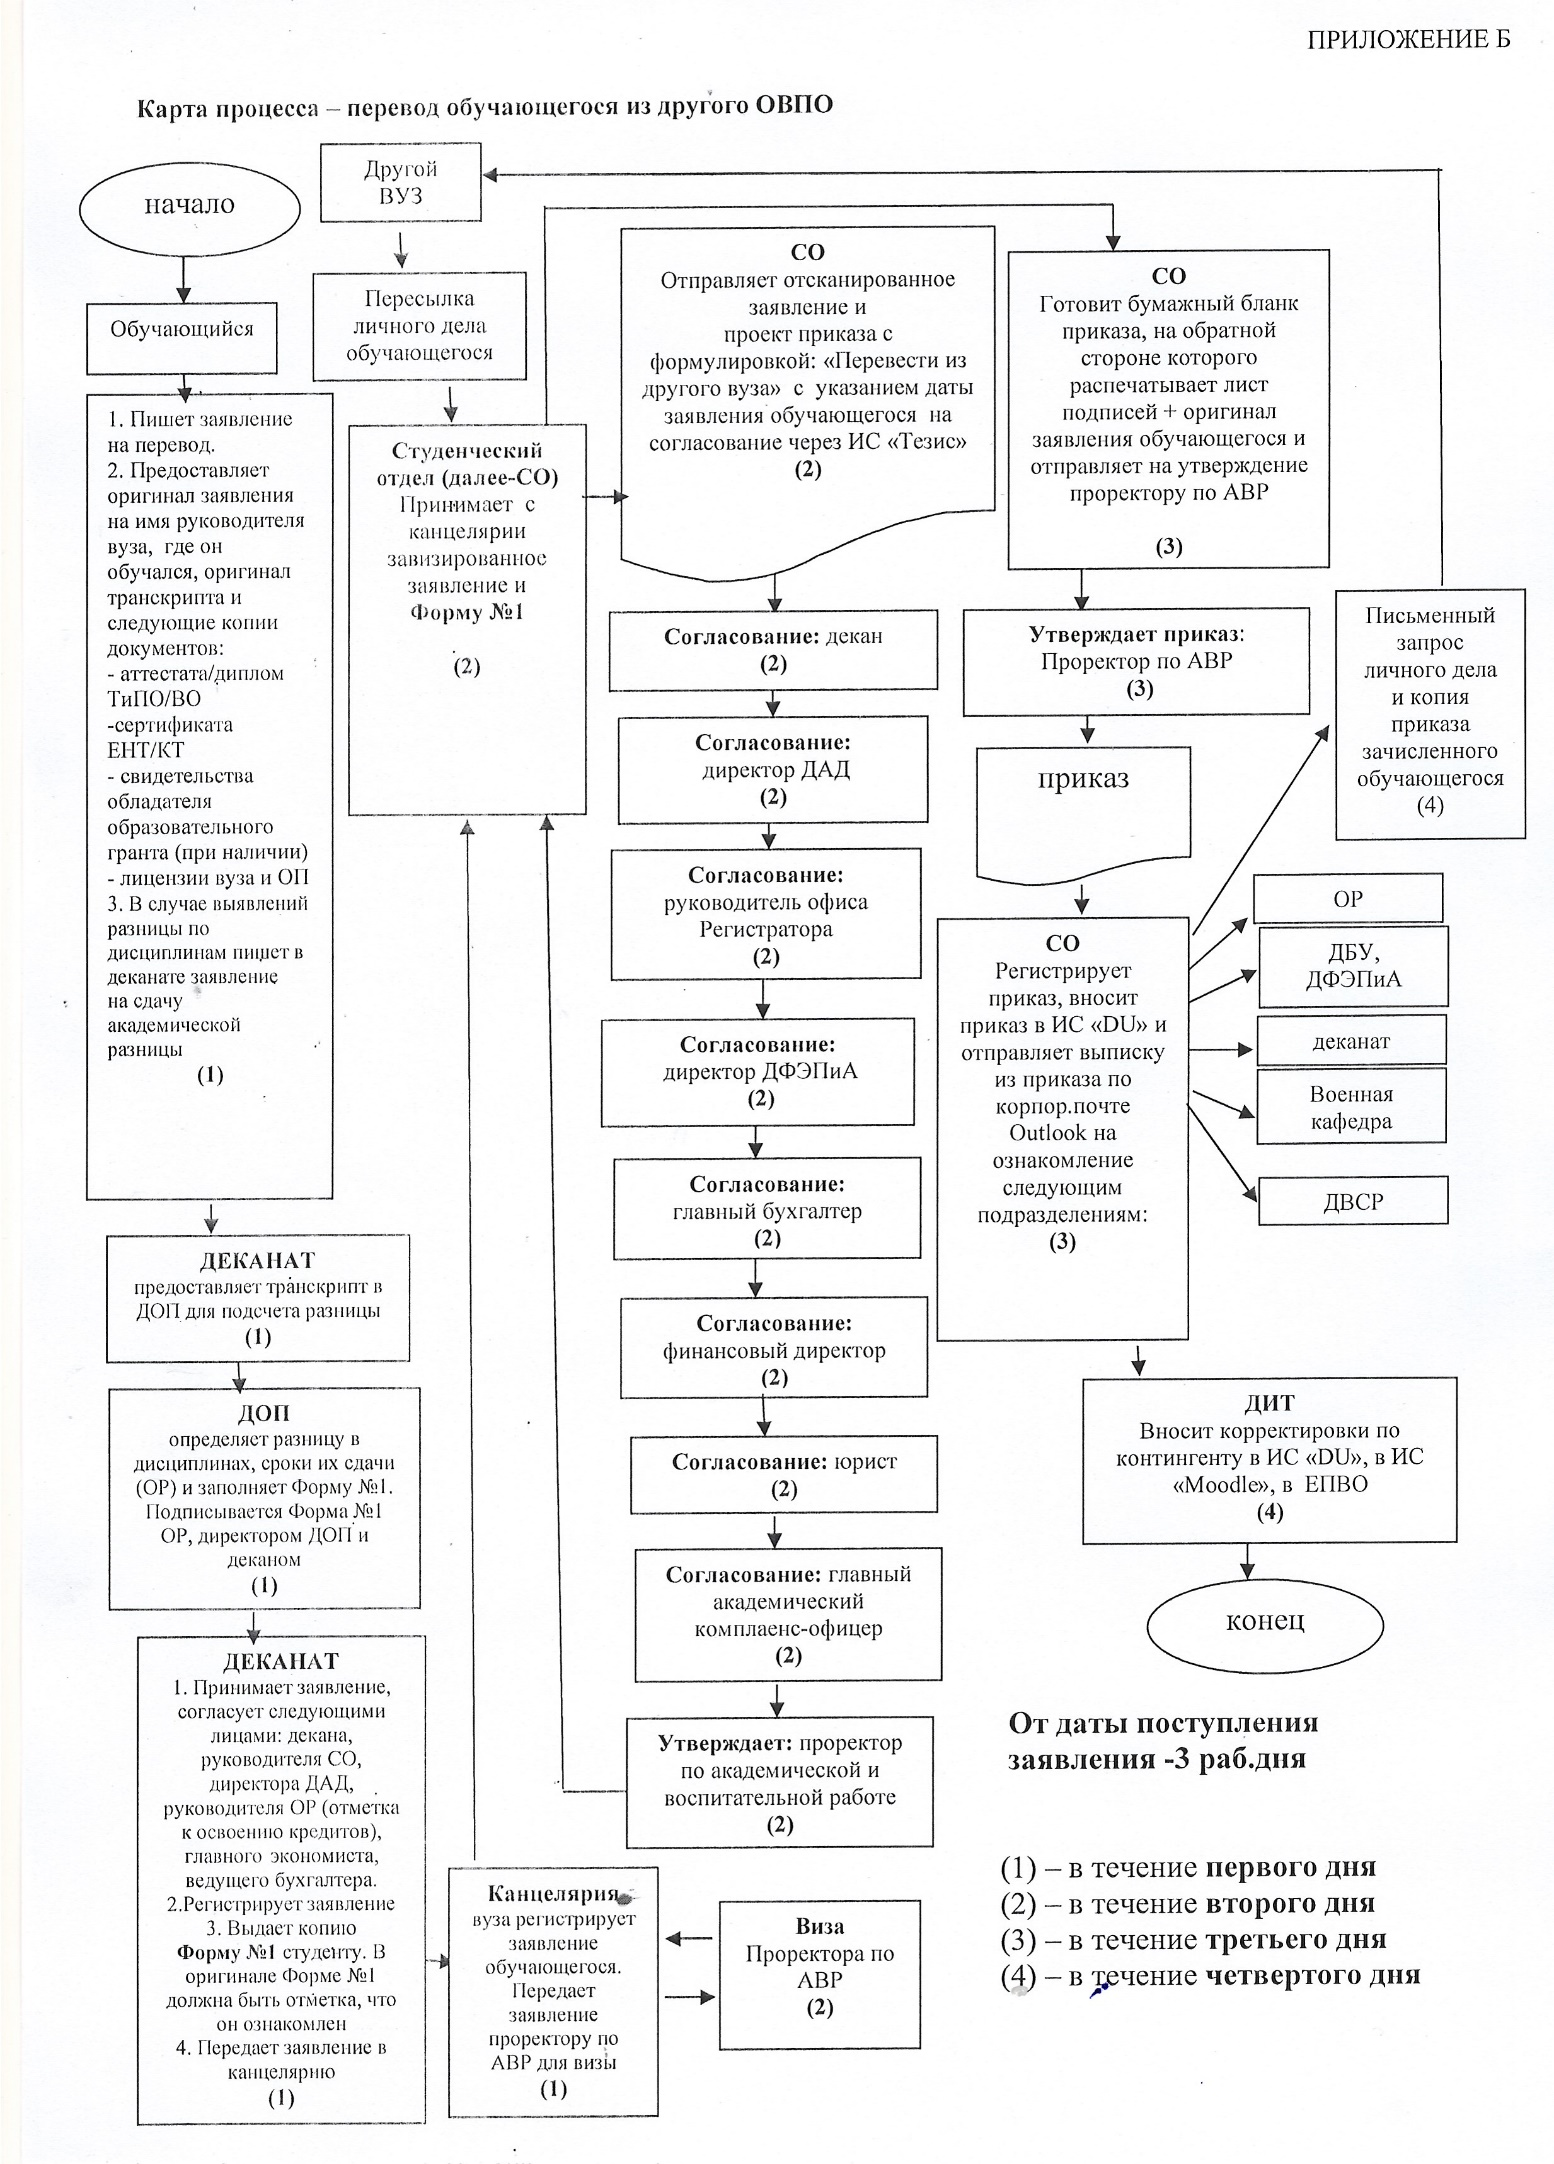 ПРИЛОЖЕНИЕ Б
Карта процесса – перевод обучающегося из другого ОВПО
начало
Обучающийся
1. Пишет заявление
на перевод.
2. Предоставляет
оригинал заявления
на имя руководителя
вуза, где он
обучался, оригинал
транскрипта и
следующие копии
документов:
- аттестата/диплом
ТиПО/ВО
-сертификата
ЕНТ/КТ
- свидетельства
обладателя
образовательного
гранта (при наличии)
- лицензии вуза и ОП
3. В случае выявлений
разницы по
дисциплинам пишет в
деканате заявление
на сдачу
академической
разницы
(1)
ДЕКАНАТ
предоставляет транскрипт в
ДОП для подсчета разницы
(1)
ДОП
определяет разницу в
дисциплинах, сроки их сдачи
(ОР) и заполняет Форму №1.
Подписывается Форма №1
ОР, директором ДОП и
деканом
(1)
ДЕКАНАТ
1. Принимает заявление,
согласует следующими
лицами: декана,
руководителя СО,
директора ДАД,
руководителя ОР (отметка
к освоению кредитов),
главного экономиста,
ведущего бухгалтера.
2.Регистрирует заявление
3. Выдает копию
Форму №1 студенту. В
оригинале Форме №1
должна быть отметка, что
он ознакомлен
4. Передает заявление в
канцелярию
(1)
Другой
ВУЗ
Пересылка
личного дела
обучающегося
Студенческий
отдел (далее-СО)
Принимает с
канцелярии
завизированное
заявление и
Форму №1
(2)
Канцелярия
вуза регистрирует
заявление
обучающегося.
Передает
заявление
проректору по
АВР для визы
(1)
Виза
Проректора по
АВР
(2)
СО
Отправляет отсканированное
заявление и
проект приказа с
формулировкой: «Перевести из
другого вуза» с указанием даты
заявления обучающегося на
согласование через ИС «Тезис»
(2)
Согласование: декан
(2)
Согласование:
директор ДАД
(2)
Согласование:
руководитель офиса
Регистратора
(2)
Согласование:
директор ДФЭПиА
(2)
Согласование:
главный бухгалтер
(2)
Согласование:
финансовый директор
(2)
Согласование: юрист
(2)
Согласование: главный
академический
комплаенс-офицер
(2)
Утверждает: проректор
по академической и
воспитательной работе
(2)
СО
Готовит бумажный бланк
приказа, на обратной
стороне которого
распечатывает лист
подписей + оригинал
заявления обучающегося и
отправляет на утверждение
проректору по АВР
(3)
Утверждает приказ:
Проректор по АВР
(3)
приказ
СО
Регистрирует
приказ, вносит
приказ в ИС «DU» и
отправляет выписку
из приказа по
корпор.почте
Outlook на
ознакомление
следующим
подразделениям:
(3)
Письменный
запрос
личного дела
и копия
приказа
зачисленного
обучающегося
(4)
ОР
ДБУ,
ДФЭПиА
деканат
Военная
кафедра
ДВСР
ДИТ
Вносит корректировки по
контингенту в ИС «DU», в ИС
«Moodle», в ЕПВО
(4)
конец
От даты поступления
заявления -3 раб.дня
(1) – в течение первого дня
(2) – в течение второго дня
(3) – в течение третьего дня
(4) – в течение четвертого дня